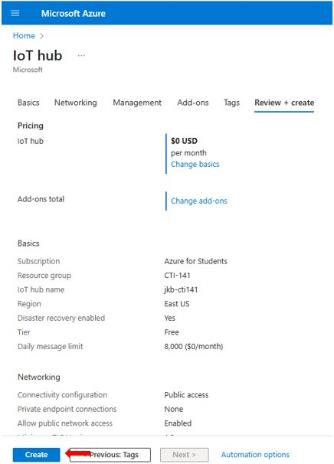 Microsoft Azure
Home >
IoT hub ...
Microsoft
Basics Networking Management Add-ons Tags Review + create
Pricing
IoT hub $0 USD
per month
Change basics
Add-ons total Change add-ons
Basics
Subscription Azure for Students
Resource group CTI-141
IoT hub name jkb-cti141
Region East US
Disaster recovery enabled Yes
Tier Free
Daily message limit 8,000 ($0/month)
Networking
Connectivity configuration Public access
Private endpoint connections None
Allow public network access Enabled
Create Previous: Tags Next > Automation options